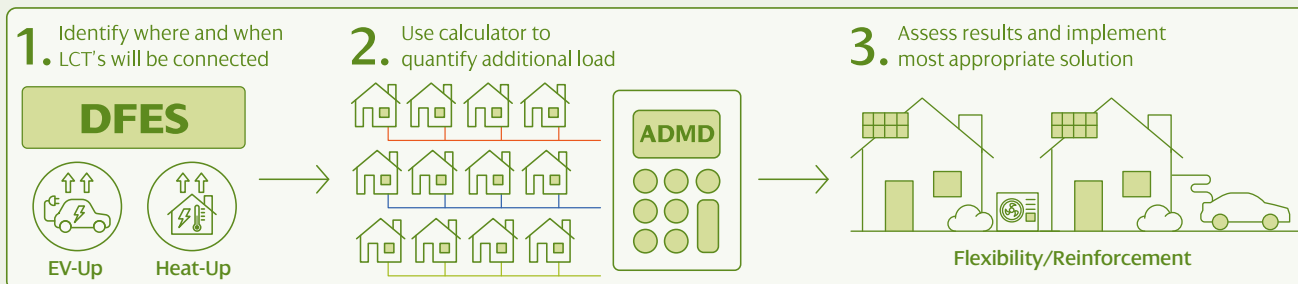 1. Identify where and when
LCT's will be connected
DFES
EV-Up
Heat-Up
2. Use calculator to
quantify additional load
ADMD
3. Assess results and implement
most appropriate solution
Flexibility/Reinforcement